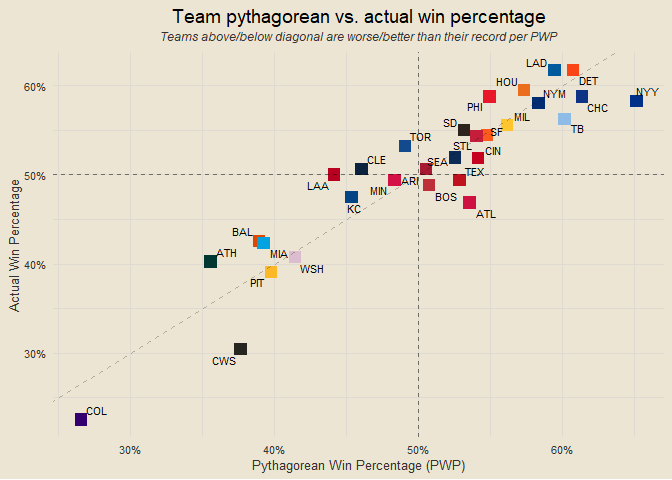 Team pythagorean vs. actual win percentage
Teams above/below diagonal are worse/better than their record per PWP
LAD
DET
HOU
NYM
NYY
PHI
CHC
MIL
TB
SD
SF
TOR
STL
CIN
CLE
SEA
LAA
MIN
ARI
TEX
KC
BOS
ATL
BAL
ATH
MIA
WSH
PIT
CWS
COL
60%
50%
40%
30%
Actual Win Percentage
30%
40%
50%
60%
Pythagorean Win Percentage (PWP)